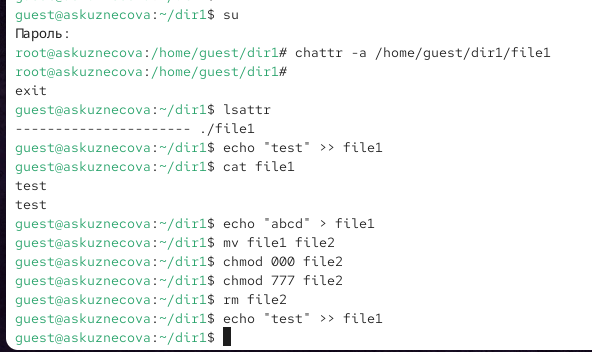 guest@askuznecova:~/dir1$ su
Пароль:
root@askuznecova:/home/guest/dir1# chattr -a /home/guest/dir1/file1
root@askuznecova:/home/guest/dir1#
exit
guest@askuznecova:~/dir1$ lsattr
---------------------- ./file1
guest@askuznecova:~/dir1$ echo "test" >> file1
guest@askuznecova:~/dir1$ cat file1
test
test
guest@askuznecova:~/dir1$ echo "abcd" > file1
guest@askuznecova:~/dir1$ mv file1 file2
guest@askuznecova:~/dir1$ chmod 000 file2
guest@askuznecova:~/dir1$ chmod 777 file2
guest@askuznecova:~/dir1$ rm file2
guest@askuznecova:~/dir1$ echo "test" >> file1
guest@askuznecova:~/dir1$